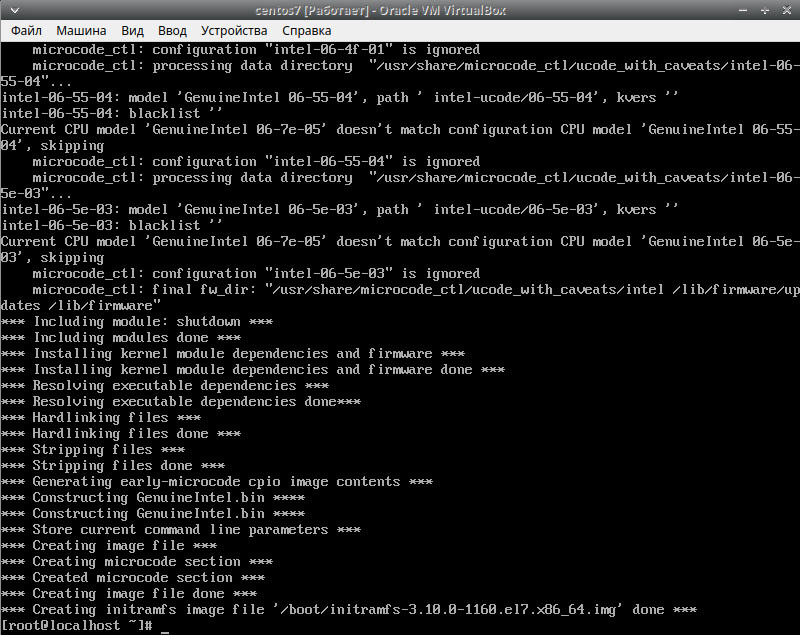 centos7 [Работает] - Oracle VM VirtualBox
Файл Машина Вид Ввод Устройства Справка
microcode_ctl: configuration "intel-06-4f-01" is ignored
microcode_ctl: processing data directory  "/usr/share/microcode_ctl/ucode_with_caveats/intel-06-
55-04"...
intel-06-55-04: model 'GenuineIntel 06-55-04', path ' intel-ucode/06-55-04', kvers ''
intel-06-55-04: blacklist ''
Current CPU model 'GenuineIntel 06-7e-05' doesn't match configuration CPU model 'GenuineIntel 06-55-
04', skipping
microcode_ctl: configuration "intel-06-55-04" is ignored
microcode_ctl: processing data directory  "/usr/share/microcode_ctl/ucode_with_caveats/intel-06-
5e-03"...
intel-06-5e-03: model 'GenuineIntel 06-5e-03', path ' intel-ucode/06-5e-03', kvers ''
intel-06-5e-03: blacklist ''
Current CPU model 'GenuineIntel 06-7e-05' doesn't match configuration CPU model 'GenuineIntel 06-5e-
03', skipping
microcode_ctl: configuration "intel-06-5e-03" is ignored
microcode_ctl: final fw_dir: "/usr/share/microcode_ctl/ucode_with_caveats/intel /lib/firmware/up
dates /lib/firmware"
*** Including module: shutdown ***
*** Including modules done ***
*** Installing kernel module dependencies and firmware ***
*** Installing kernel module dependencies and firmware done ***
*** Resolving executable dependencies ***
*** Resolving executable dependencies done***
*** Hardlinking files ***
*** Hardlinking files done ***
*** Stripping files ***
*** Stripping files done ***
*** Generating early-microcode cpio image contents ***
*** Constructing GenuineIntel.bin ****
*** Constructing GenuineIntel.bin ****
*** Store current command line parameters ***
*** Creating image file ***
*** Creating microcode section ***
*** Created microcode section ***
*** Creating image file done ***
*** Creating initramfs image file '/boot/initramfs-3.10.0-1160.el7.x86_64.img' done ***
[root@localhost ~]# _